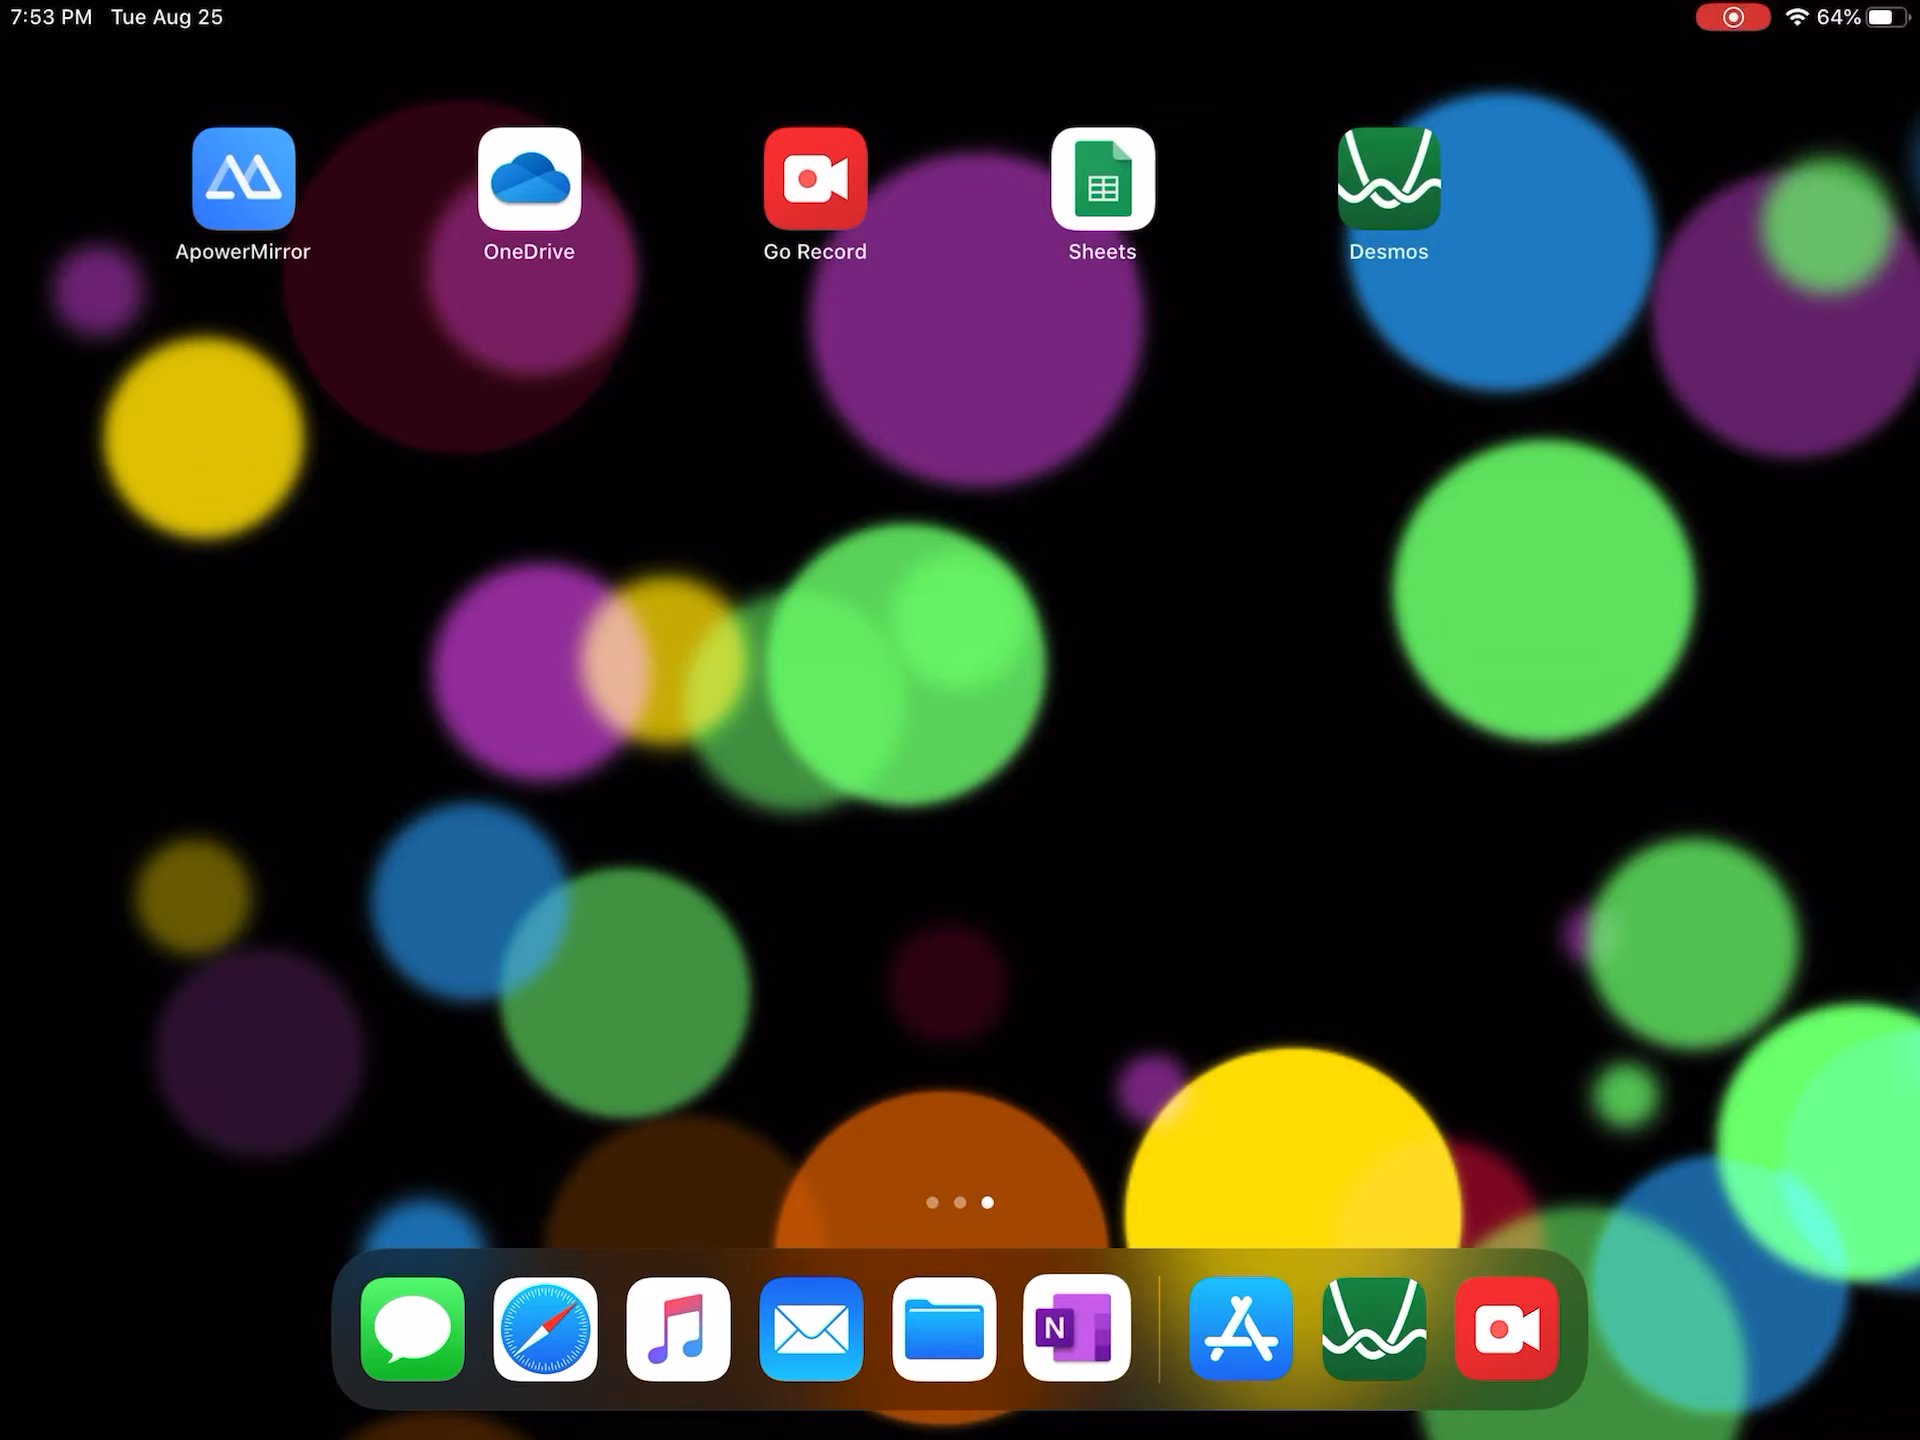 7:53 PM Tue Aug 25
64%
ApowerMirror
OneDrive
Go Record
Sheets
Desmos
N